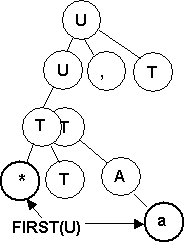 U
U , T
T T
* T A
FIRST(U) a